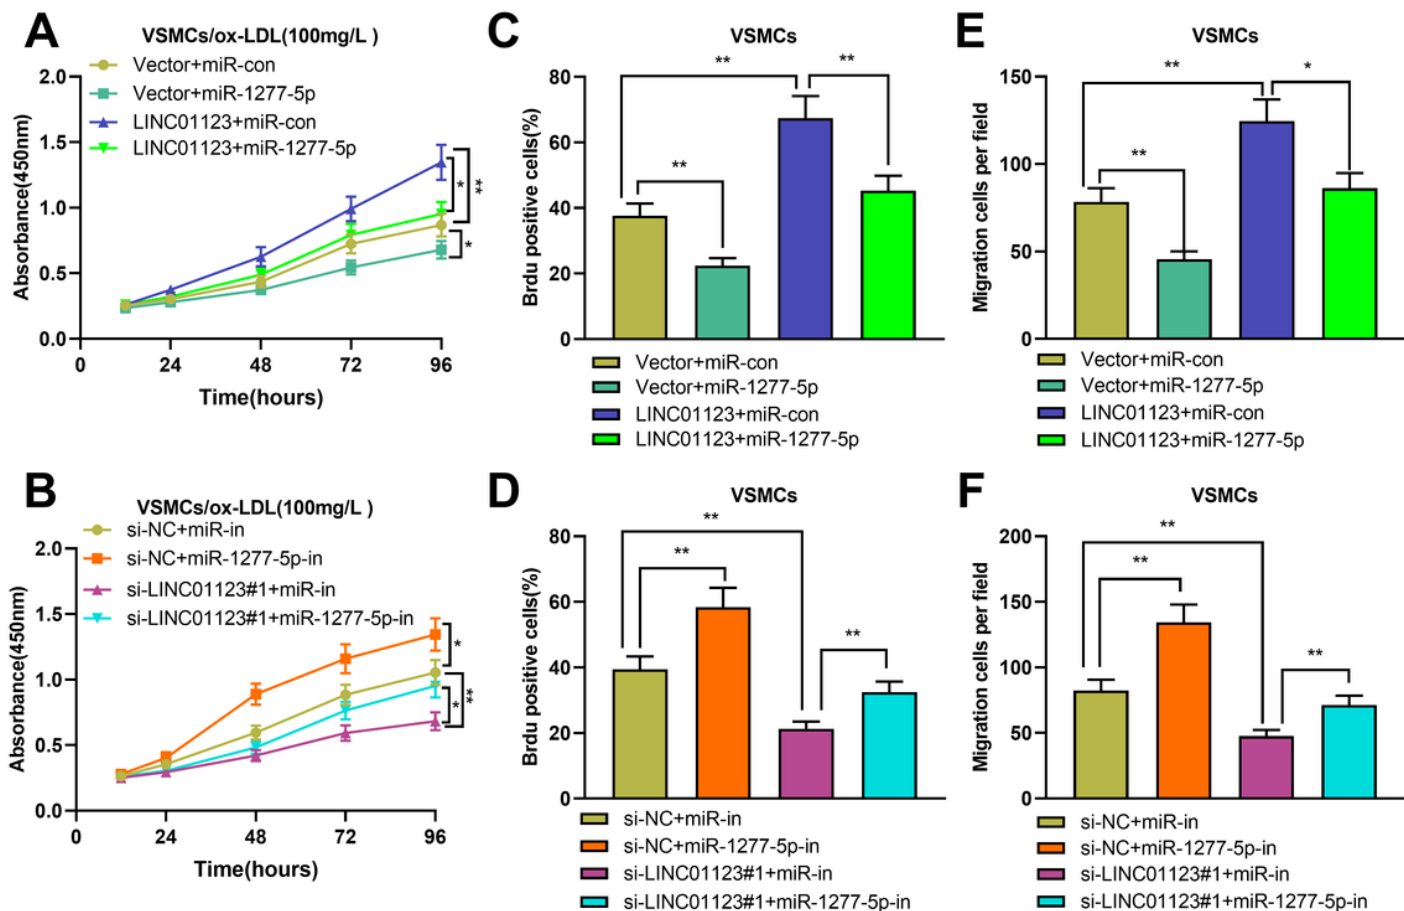 A
VSMCs/ox-LDL(100mg/L )
Vector+miR-con
Vector+miR-1277-5p
LINC01123+miR-con
LINC01123+miR-1277-5p
Absorbance(450nm)
2.0
1.5
1.0
0.5
0.0
*
**
*
0
24
48
72
96
Time(hours)
C
VSMCs
Brdu positive cells(%)
80
60
40
20
0
**
**
**
Vector+miR-con
Vector+miR-1277-5p
LINC01123+miR-con
LINC01123+miR-1277-5p
E
VSMCs
Migration cells per field
150
100
50
0
**
*
**
Vector+miR-con
Vector+miR-1277-5p
LINC01123+miR-con
LINC01123+miR-1277-5p
B
VSMCs/ox-LDL(100mg/L )
si-NC+miR-in
si-NC+miR-1277-5p-in
si-LINC01123#1+miR-in
si-LINC01123#1+miR-1277-5p-in
Absorbance(450nm)
2.0
1.5
1.0
0.5
0.0
*
**
*
0
24
48
72
96
Time(hours)
D
VSMCs
Brdu positive cells(%)
80
60
40
20
0
**
**
**
si-NC+miR-in
si-NC+miR-1277-5p-in
si-LINC01123#1+miR-in
si-LINC01123#1+miR-1277-5p-in
F
VSMCs
Migration cells per field
200
150
100
50
0
**
**
**
si-NC+miR-in
si-NC+miR-1277-5p-in
si-LINC01123#1+miR-in
si-LINC01123#1+miR-1277-5p-in